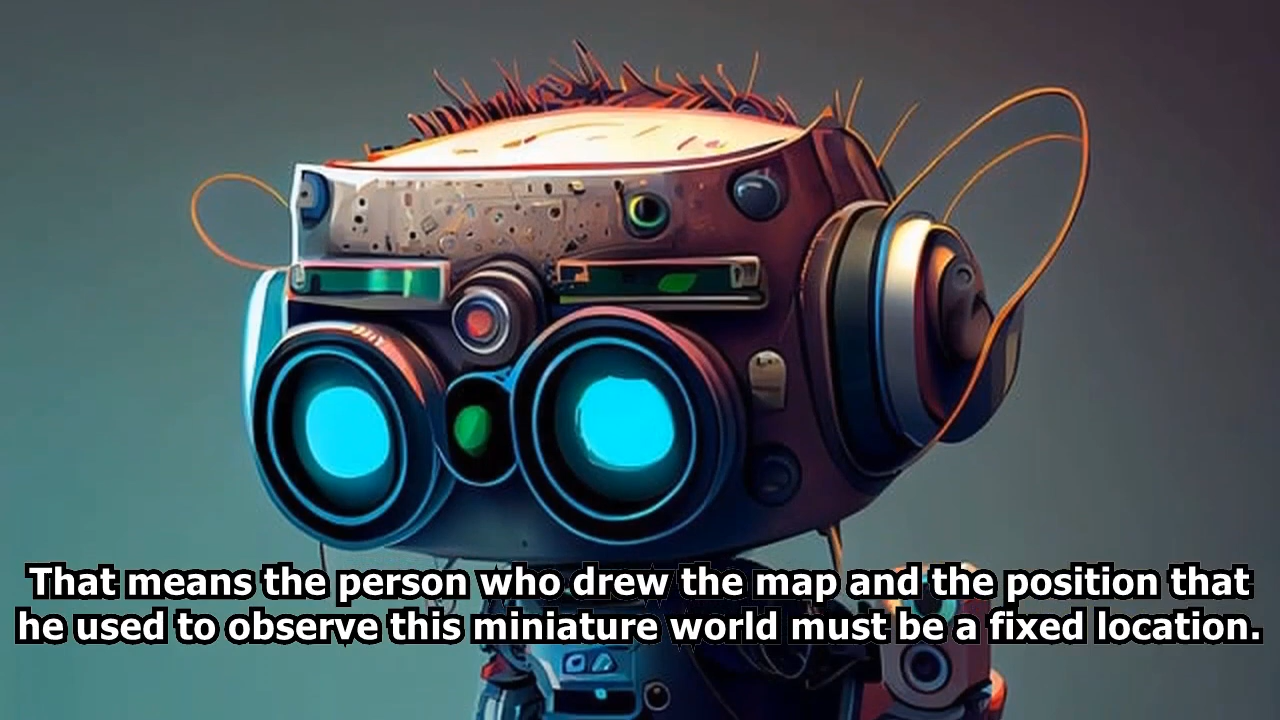 That means the person who drew the map and the position that
he used to observe this miniature world must be a fixed location.